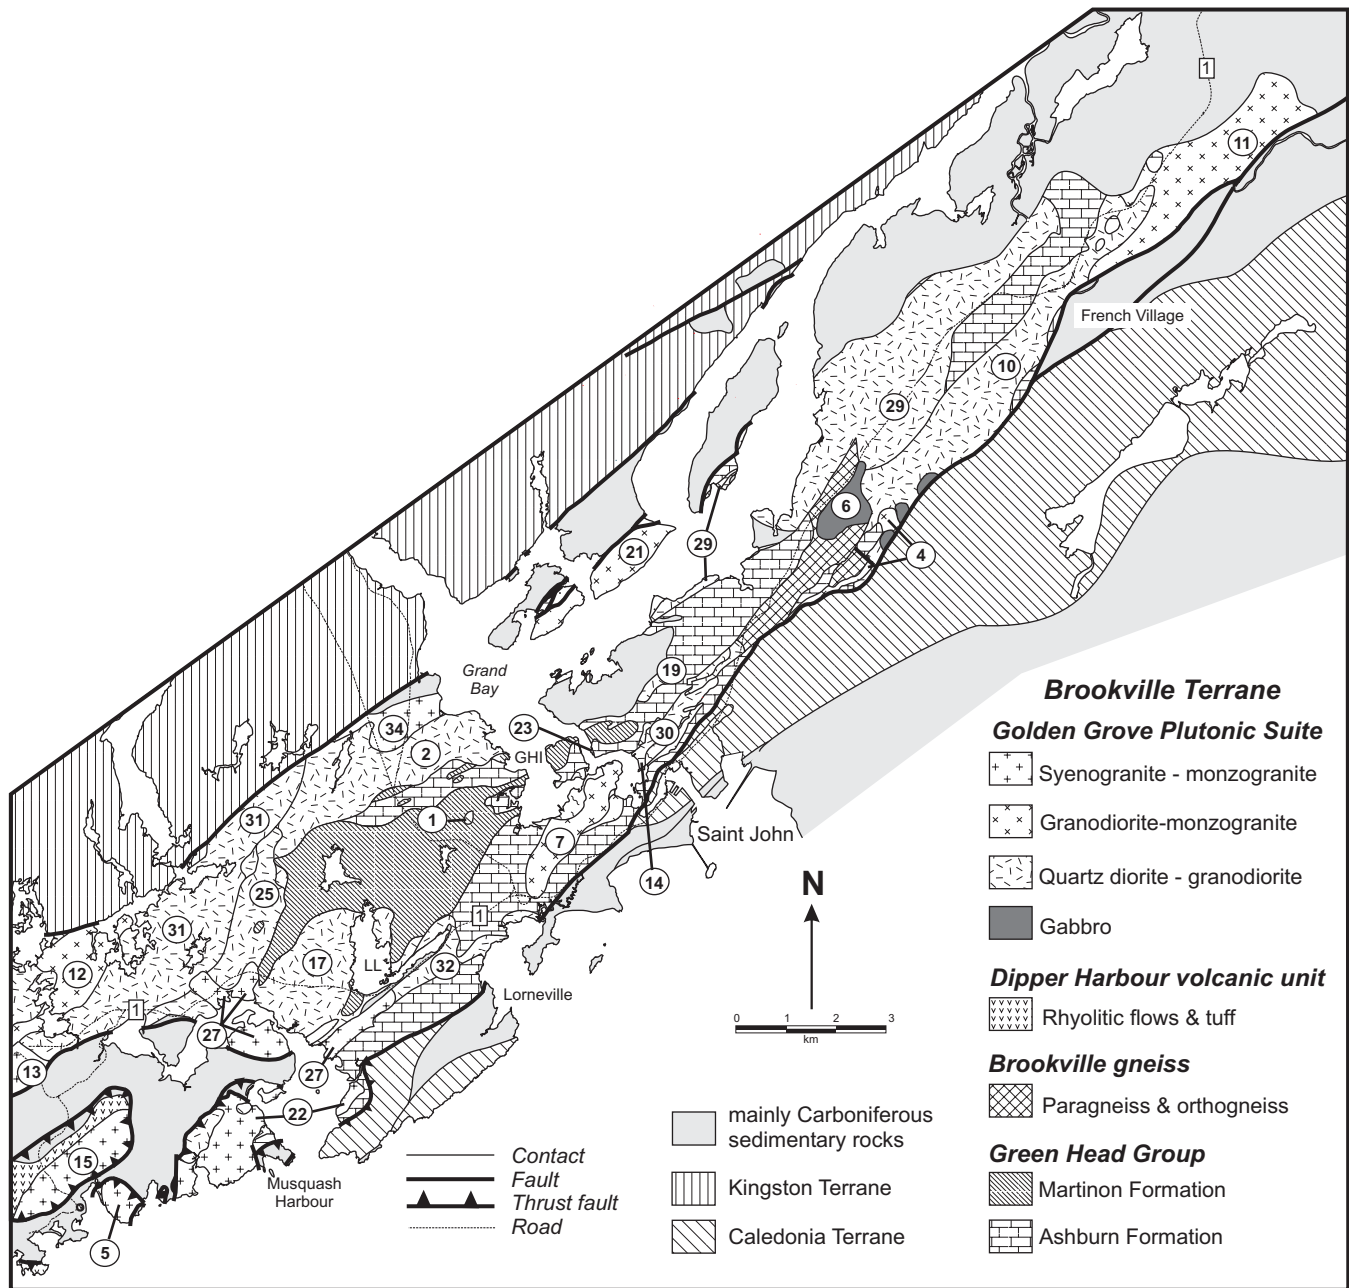 1
11
French Village
10
29
6
4
21
29
Grand
Bay
19
34
23
30
2
GHI
1
31
7
Saint John
14
25
1
31
17
LL
32
12
Lorneville
1
27
13
27
22
15
Musquash
Harbour
5
N
0 1 2 3
km
Contact
Fault
Thrust fault
Road
mainly Carboniferous
sedimentary rocks
Kingston Terrane
Caledonia Terrane
Brookville Terrane
Golden Grove Plutonic Suite
Syenogranite - monzogranite
Granodiorite-monzogranite
Quartz diorite - granodiorite
Gabbro
Dipper Harbour volcanic unit
Rhyolitic flows & tuff
Brookville gneiss
Paragneiss & orthogneiss
Green Head Group
Martinon Formation
Ashburn Formation